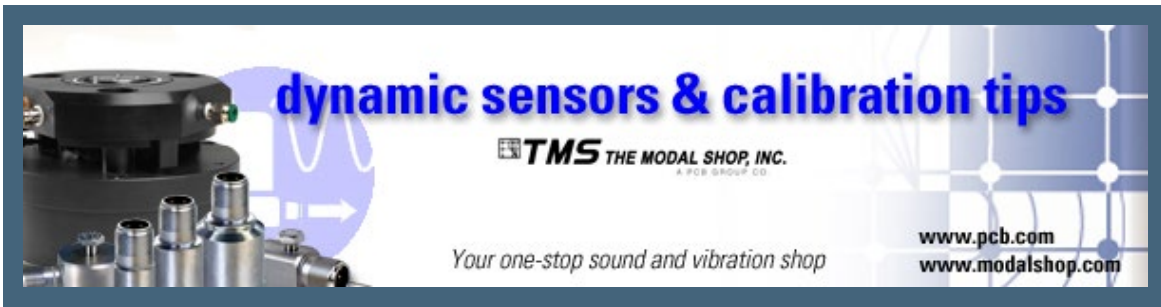 dynamic sensors & calibration tips
TMS THE MODAL SHOP, INC.
A PCB GROUP CO.
Your one-stop sound and vibration shop
www.pcb.com
www.modalshop.com